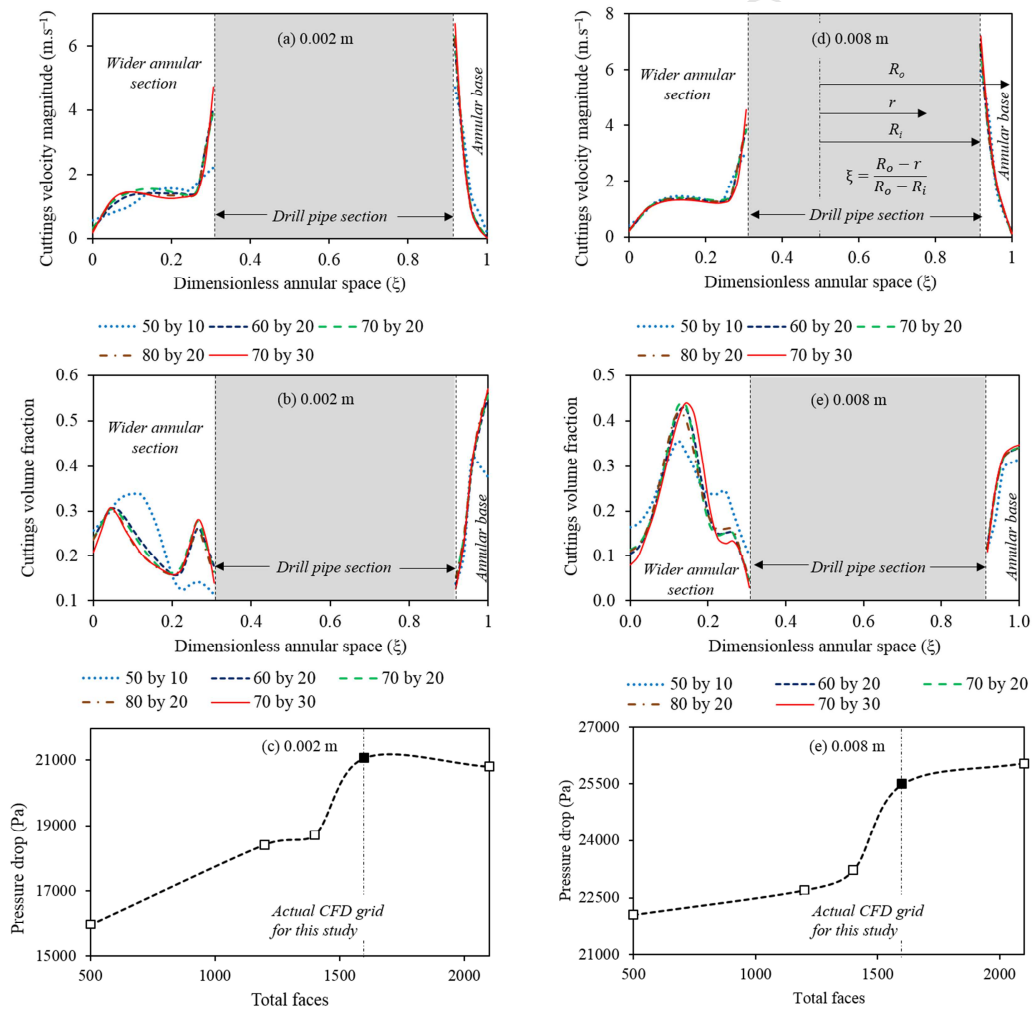 (a) 0.002 m
Wider annular
section
Annular base
Drill pipe section
Cuttings velocity magnitude (m.s⁻¹)
6
4
2
0
0 0.2 0.4 0.6 0.8 1
Dimensionless annular space (ξ)
50 by 10 60 by 20 70 by 20
80 by 20 70 by 30
(d) 0.008 m
Wider annular
section
R_o
r
R_i
ξ = (R_o − r) / (R_o − R_i)
Annular base
Drill pipe section
Cuttings velocity magnitude (m.s⁻¹)
8
6
4
2
0
0 0.2 0.4 0.6 0.8 1
Dimensionless annular space (ξ)
50 by 10 60 by 20 70 by 20
80 by 20 70 by 30
(b) 0.002 m
Wider annular
section
Annular base
Drill pipe section
Cuttings volume fraction
0.6
0.5
0.4
0.3
0.2
0.1
0 0.2 0.4 0.6 0.8 1
Dimensionless annular space (ξ)
50 by 10 60 by 20 70 by 20
80 by 20 70 by 30
(e) 0.008 m
Wider annular
section
Annular base
Drill pipe section
Cuttings volume fraction
0.5
0.4
0.3
0.2
0.1
0.0
0.0 0.2 0.4 0.6 0.8 1.0
Dimensionless annular space (ξ)
50 by 10 60 by 20 70 by 20
80 by 20 70 by 30
(c) 0.002 m
Actual CFD grid
for this study
Pressure drop (Pa)
21000
19000
17000
15000
500 1000 1500 2000
Total faces
(e) 0.008 m
Actual CFD grid
for this study
Pressure drop (Pa)
27000
25500
24000
22500
21000
500 1000 1500 2000
Total faces